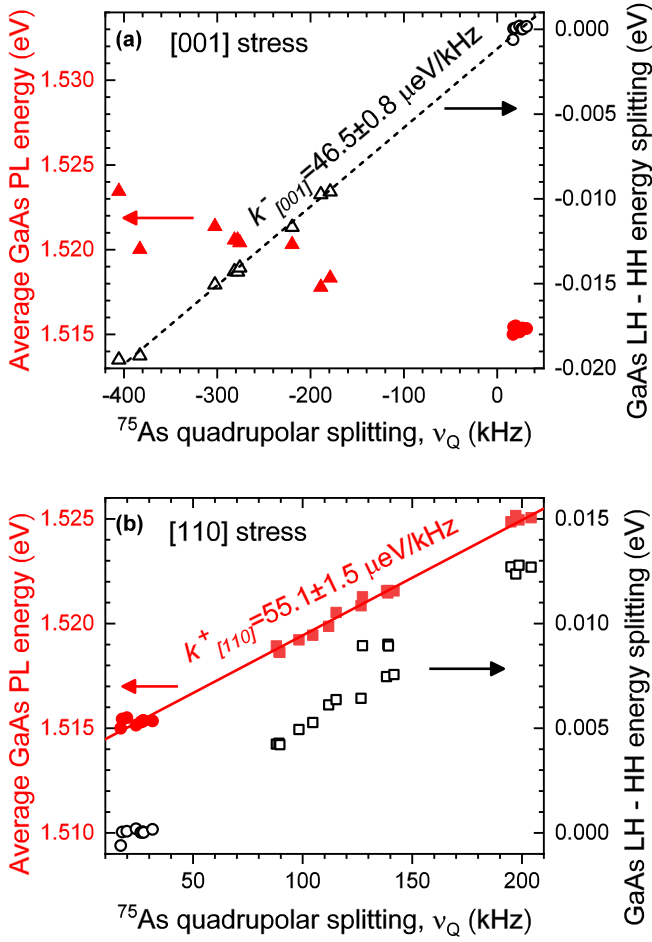 (a) [001] stress
Average GaAs PL energy (eV)
1.530
1.525
1.520
1.515
k⁻[001]=46.5±0.8 μeV/kHz
0.000
-0.005
-0.010
-0.015
-0.020
GaAs LH - HH energy splitting (eV)
-400 -300 -200 -100 0
⁷⁵As quadrupolar splitting, νQ (kHz)
(b) [110] stress
Average GaAs PL energy (eV)
1.525
1.520
1.515
1.510
k⁺[110]=55.1±1.5 μeV/kHz
0.015
0.010
0.005
0.000
GaAs LH - HH energy splitting (eV)
50 100 150 200
⁷⁵As quadrupolar splitting, νQ (kHz)